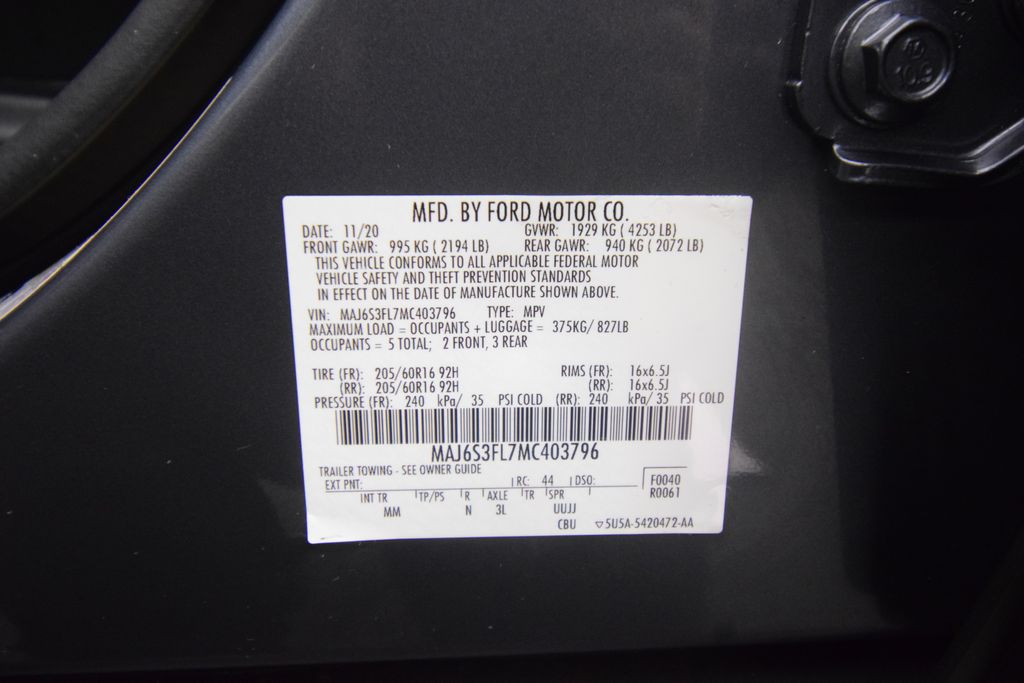 10.9
MFD. BY FORD MOTOR CO.
DATE: 11/20 GVWR: 1929 KG ( 4253 LB)
FRONT GAWR: 995 KG ( 2194 LB) REAR GAWR: 940 KG ( 2072 LB)
THIS VEHICLE CONFORMS TO ALL APPLICABLE FEDERAL MOTOR
VEHICLE SAFETY AND THEFT PREVENTION STANDARDS
IN EFFECT ON THE DATE OF MANUFACTURE SHOWN ABOVE.
VIN: MAJ6S3FL7MC403796 TYPE: MPV
MAXIMUM LOAD = OCCUPANTS + LUGGAGE = 375KG/ 827LB
OCCUPANTS = 5 TOTAL; 2 FRONT, 3 REAR
TIRE (FR): 205/60R16 92H RIMS (FR): 16x6.5J
(RR): 205/60R16 92H (RR): 16x6.5J
PRESSURE (FR): 240 kPa/ 35 PSI COLD (RR): 240 kPa/ 35 PSI COLD
MAJ6S3FL7MC403796
TRAILER TOWING - SEE OWNER GUIDE
EXT PNT: RC: 44 DSO: F0040
R0061
INT TR TP/PS R AXLE TR SPR
MM N 3L UUJJ
CBU ▽5U5A-5420472-AA